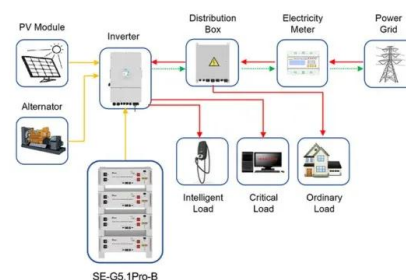 PV Module
Inverter
Distribution
Box
Electricity
Meter
Power
Grid
Alternator
Intelligent
Load
Critical
Load
Ordinary
Load
SE-G5.1Pro-B